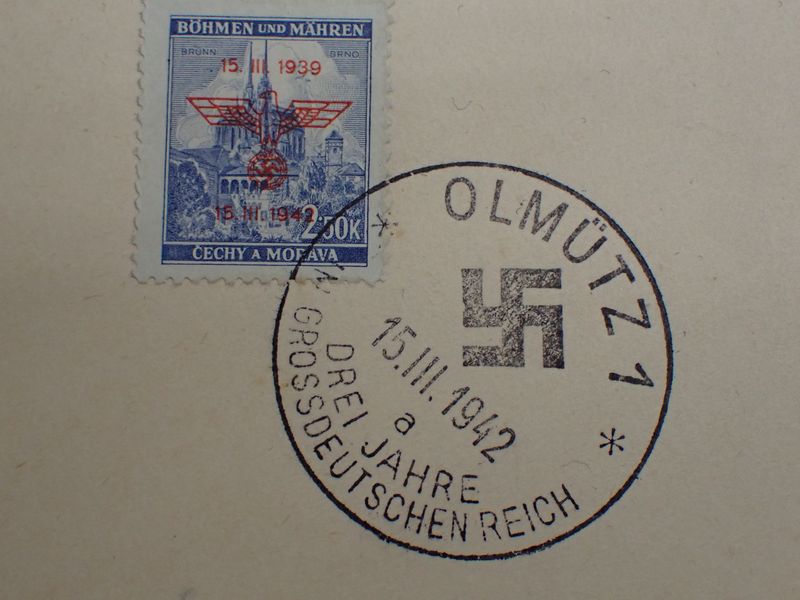 BÖHMEN UND MÄHREN
BRÜNN BRNO
15. III. 1939
15. III. 1942
2.50K
ČECHY A MORAVA
* OLMÜTZ 1 *
15.III.1942
a
DREI JAHRE
IM GROSSDEUTSCHEN REICH